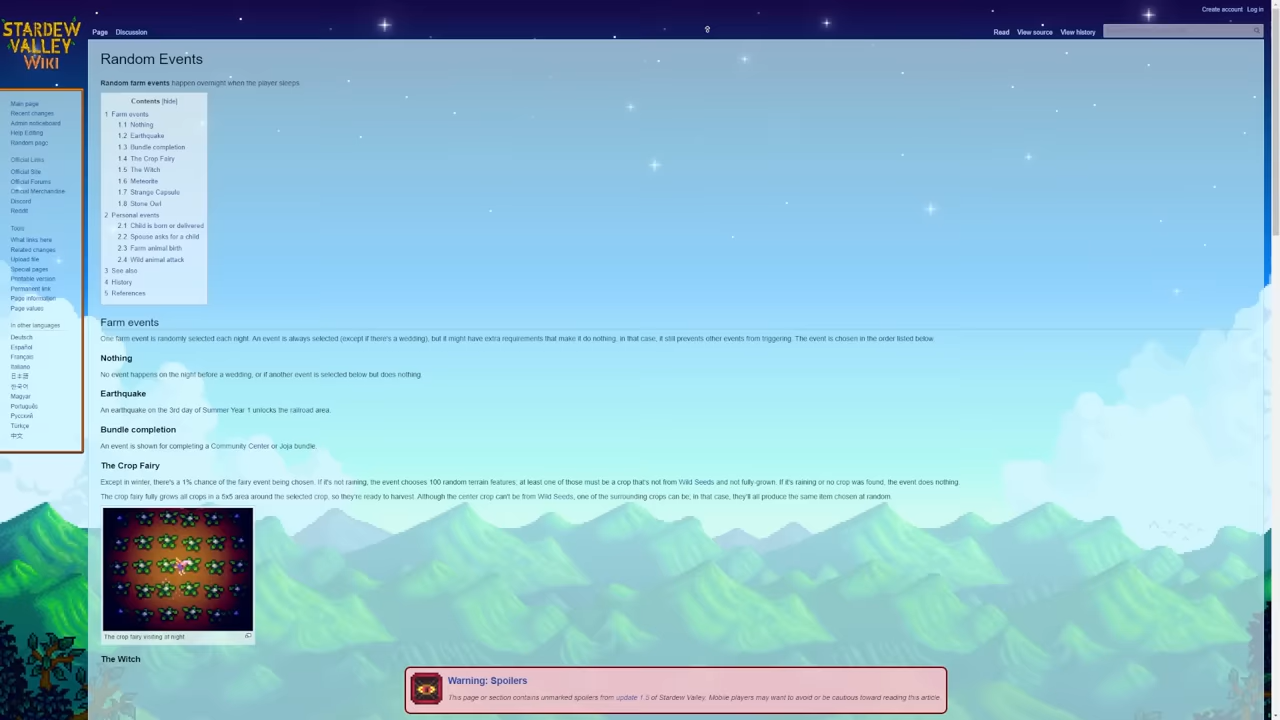 Create account Log in
STARDEW
VALLEY
WIKI
Page Discussion
Read View source View history
Main page
Recent changes
Admin noticeboard
Help Editing
Random page
Official Links
Official Site
Official Forums
Official Merchandise
Discord
Reddit
Tools
What links here
Related changes
Upload file
Special pages
Printable version
Permanent link
Page information
Page values
In other languages
Deutsch
Español
Français
Italiano
日本語
한국어
Magyar
Português
Русский
Türkçe
中文
Random Events
Random farm events happen overnight when the player sleeps
Contents [hide]
1 Farm events
1.1 Nothing
1.2 Earthquake
1.3 Bundle completion
1.4 The Crop Fairy
1.5 The Witch
1.6 Meteorite
1.7 Strange Capsule
1.8 Stone Owl
2 Personal events
2.1 Child is born or delivered
2.2 Spouse asks for a child
2.3 Farm animal birth
2.4 Wild animal attack
3 See also
4 History
5 References
Farm events
One farm event is randomly selected each night. An event is always selected (except if there's a wedding), but it might have extra requirements that make it do nothing, in that case, it still prevents other events from triggering. The event is chosen in the order listed below.
Nothing
No event happens on the night before a wedding, or if another event is selected below but does nothing.
Earthquake
An earthquake on the 3rd day of Summer Year 1 unlocks the railroad area.
Bundle completion
An event is shown for completing a Community Center or Joja bundle.
The Crop Fairy
Except in winter, there's a 1% chance of the fairy event being chosen. If it's not raining, the event chooses 100 random terrain features, at least one of those must be a crop that's not from Wild Seeds and not fully grown. If it's raining or no crop was found, the event does nothing.
The crop fairy fully grows all crops in a 5x5 area around the selected crop, so they're ready to harvest. Although the center crop can't be from Wild Seeds, one of the surrounding crops can be; in that case, they'll all produce the same item chosen at random.
The crop fairy visiting at night
The Witch
Warning: Spoilers
This page or section contains unmarked spoilers from update 1.5 of Stardew Valley. Mobile players may want to avoid or be cautious toward reading this article.